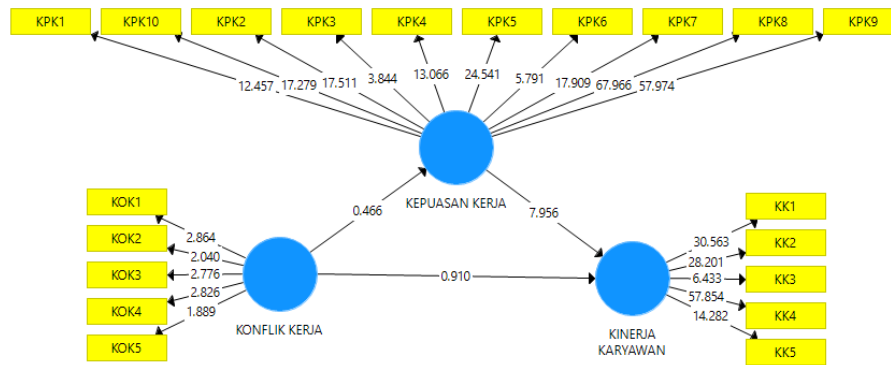 KPK1 KPK10 KPK2 KPK3 KPK4 KPK5 KPK6 KPK7 KPK8 KPK9
12.457 17.279 17.511 3.844 13.066 24.541 5.791 17.909 67.966 57.974
KEPUASAN KERJA
KOK1
KOK2
KOK3
KOK4
KOK5
2.864
2.040
2.776
2.826
1.889
KONFLIK KERJA
0.466
7.956
0.910
KINERJA
KARYAWAN
30.563
28.201
6.433
57.854
14.282
KK1
KK2
KK3
KK4
KK5